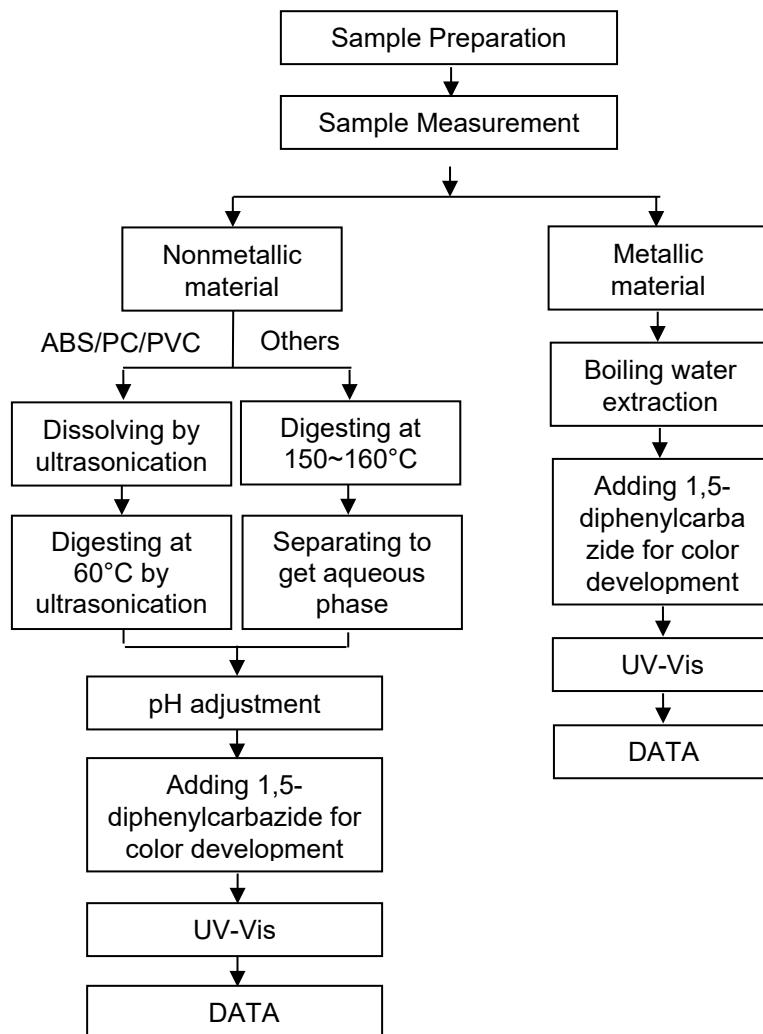 Sample Preparation
Sample Measurement
Nonmetallic
material
Metallic
material
ABS/PC/PVC
Others
Boiling water
extraction
Dissolving by
ultrasonication
Digesting at
150~160°C
Adding 1,5-
diphenylcarba
zide for color
development
Digesting at
60°C by
ultrasonication
Separating to
get aqueous
phase
UV-Vis
pH adjustment
DATA
Adding 1,5-
diphenylcarbazide for
color development
UV-Vis
DATA